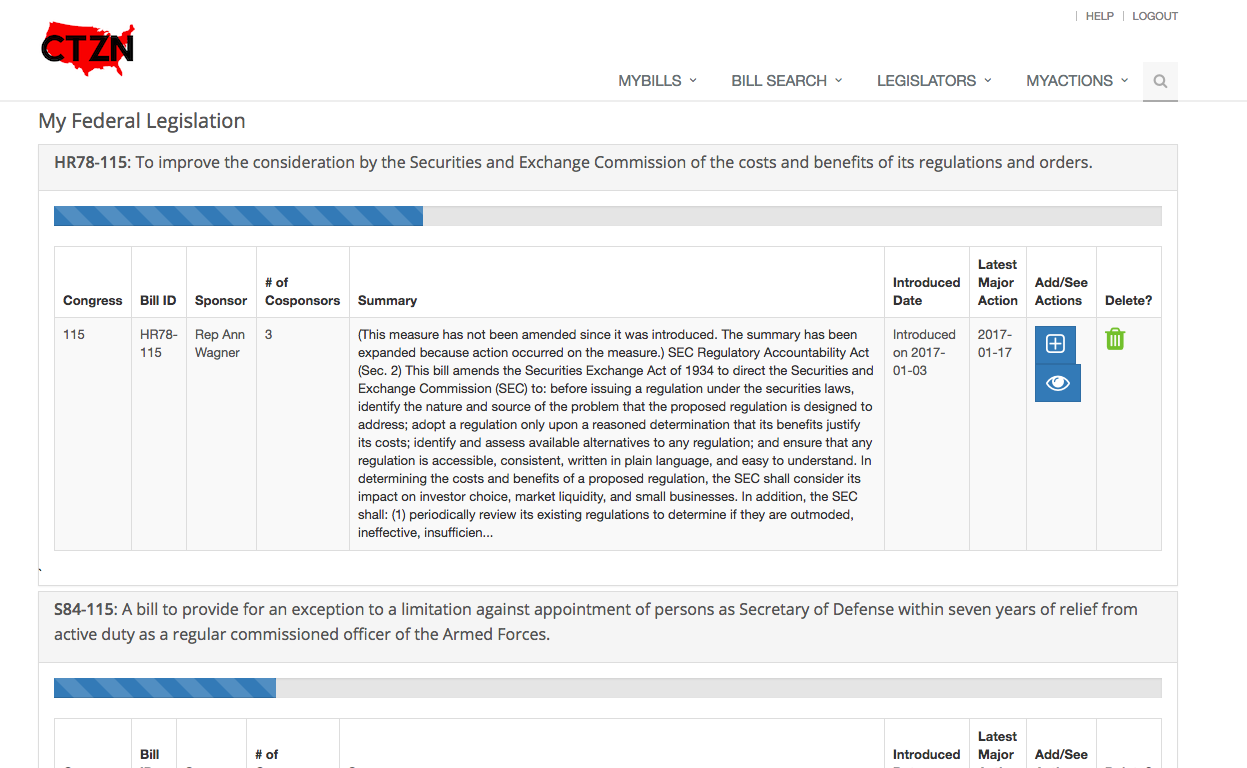 HELP
LOGOUT
CTZN
MYBILLS
BILL SEARCH
LEGISLATORS
MYACTIONS
My Federal Legislation
HR78-115: To improve the consideration by the Securities and Exchange Commission of the costs and benefits of its regulations and orders.
Congress
Bill ID
Sponsor
# of
Cosponsors
Summary
Introduced
Date
Latest
Major
Action
Add/See
Actions
Delete?
115
HR78-
115
Rep Ann
Wagner
3
(This measure has not been amended since it was introduced. The summary has been
expanded because action occurred on the measure.) SEC Regulatory Accountability Act
(Sec. 2) This bill amends the Securities Exchange Act of 1934 to direct the Securities and
Exchange Commission (SEC) to: before issuing a regulation under the securities laws,
identify the nature and source of the problem that the proposed regulation is designed to
address; adopt a regulation only upon a reasoned determination that its benefits justify
its costs; identify and assess available alternatives to any regulation; and ensure that any
regulation is accessible, consistent, written in plain language, and easy to understand. In
determining the costs and benefits of a proposed regulation, the SEC shall consider its
impact on investor choice, market liquidity, and small businesses. In addition, the SEC
shall: (1) periodically review its existing regulations to determine if they are outmoded,
ineffective, insufficien...
Introduced
on 2017-
01-03
2017-
01-17
`
S84-115: A bill to provide for an exception to a limitation against appointment of persons as Secretary of Defense within seven years of relief from
active duty as a regular commissioned officer of the Armed Forces.
Bill
# of
Introduced
Latest
Major
Add/See